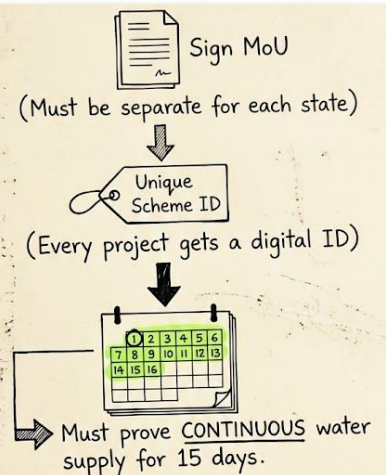 Sign MoU
(Must be separate for each state)
Unique
Scheme ID
(Every project gets a digital ID)
1 2 3 4 5 6
7 8 9 10 11 12 13
14 15 16
Must prove CONTINUOUS water
supply for 15 days.